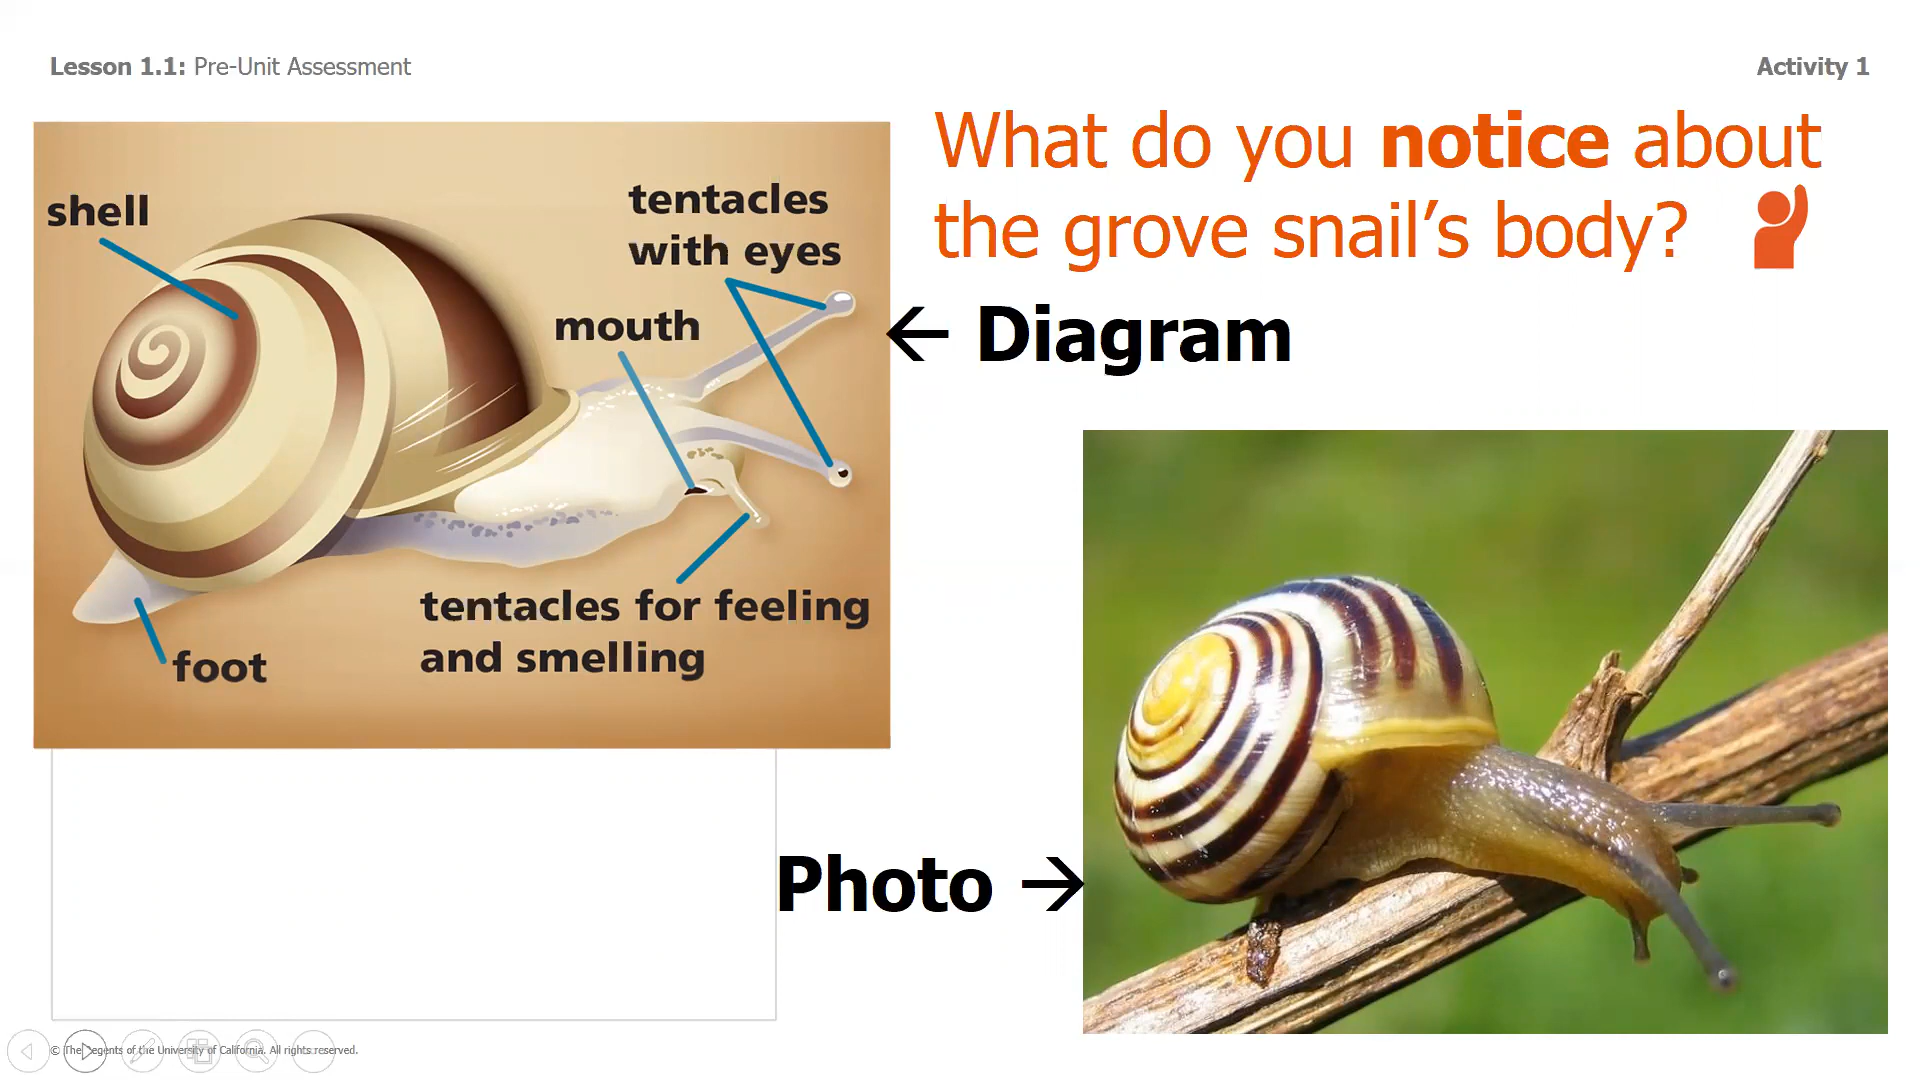 Lesson 1.1: Pre-Unit Assessment
Activity 1
What do you notice about
the grove snail’s body?
← Diagram
shell
tentacles
with eyes
mouth
tentacles for feeling
and smelling
foot
Photo →
© The Regents of the University of California. All rights reserved.